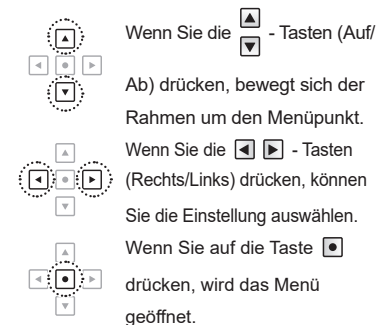 Wenn Sie die ▲ ▼ - Tasten (Auf/
Ab) drücken, bewegt sich der
Rahmen um den Menüpunkt.
Wenn Sie die ◀ ▶ - Tasten
(Rechts/Links) drücken, können
Sie die Einstellung auswählen.
Wenn Sie auf die Taste ●
drücken, wird das Menü
geöffnet.